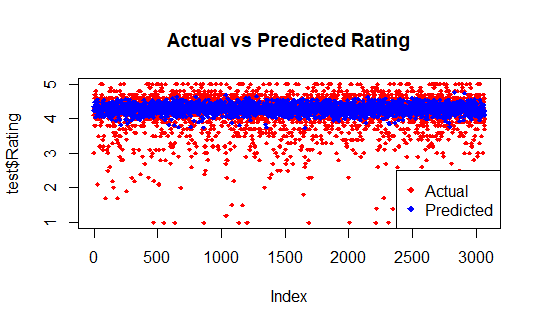 Actual vs Predicted Rating
test$Rating
5
4
3
2
1
0
500
1000
1500
2000
2500
3000
Index
Actual
Predicted